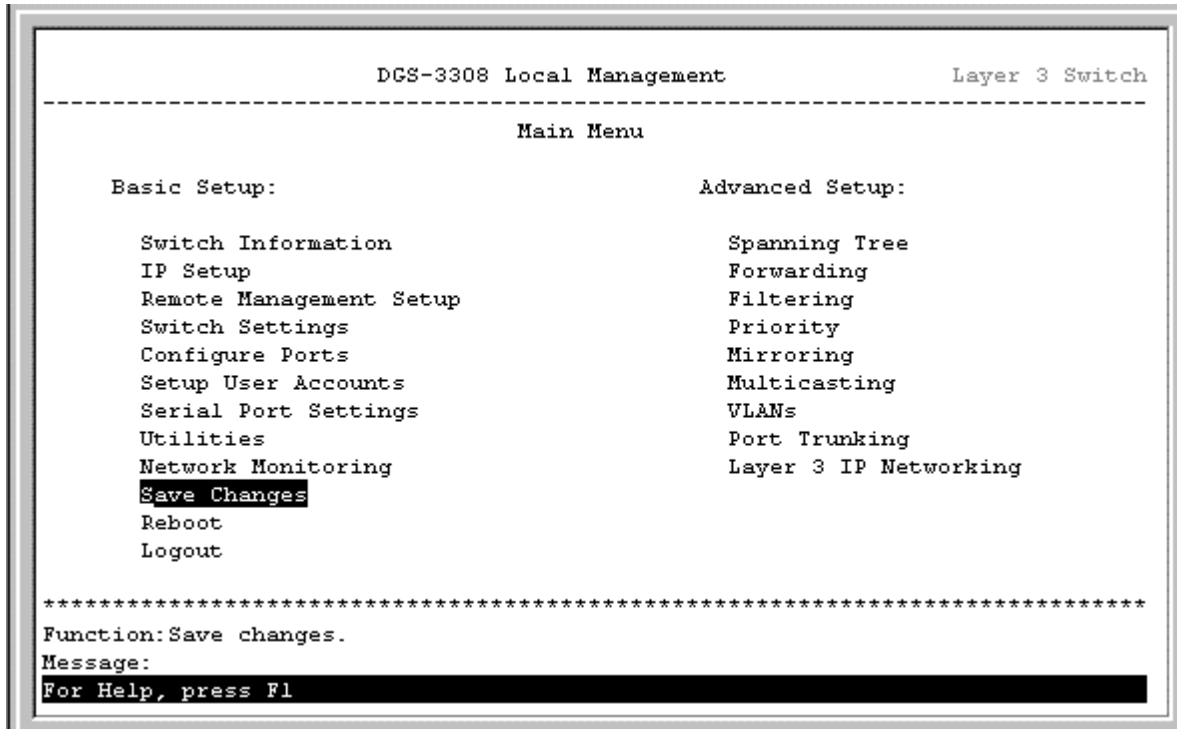 DGS-3308 Local Management Layer 3 Switch
--------------------------------------------------------------------------------
Main Menu
Basic Setup: Advanced Setup:
Switch Information Spanning Tree
IP Setup Forwarding
Remote Management Setup Filtering
Switch Settings Priority
Configure Ports Mirroring
Setup User Accounts Multicasting
Serial Port Settings VLANs
Utilities Port Trunking
Network Monitoring Layer 3 IP Networking
Save Changes
Reboot
Logout
*******************************************************************************
Function:Save changes.
Message:
For Help, press F1